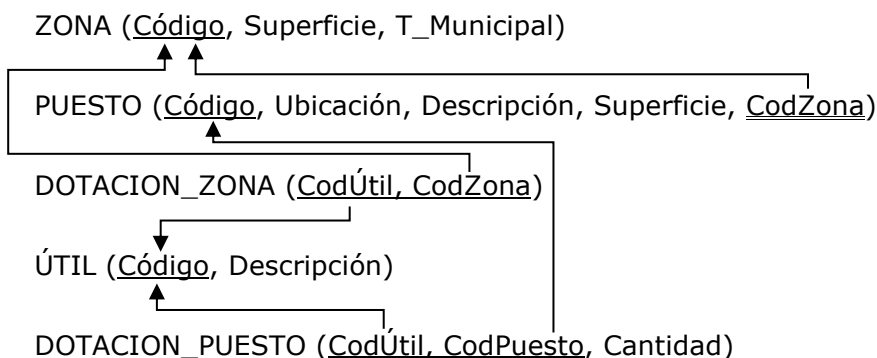 ZONA (Código, Superficie, T_Municipal)
PUESTO (Código, Ubicación, Descripción, Superficie, CodZona)
DOTACION_ZONA (CodÚtil, CodZona)
ÚTIL (Código, Descripción)
DOTACION_PUESTO (CodÚtil, CodPuesto, Cantidad)